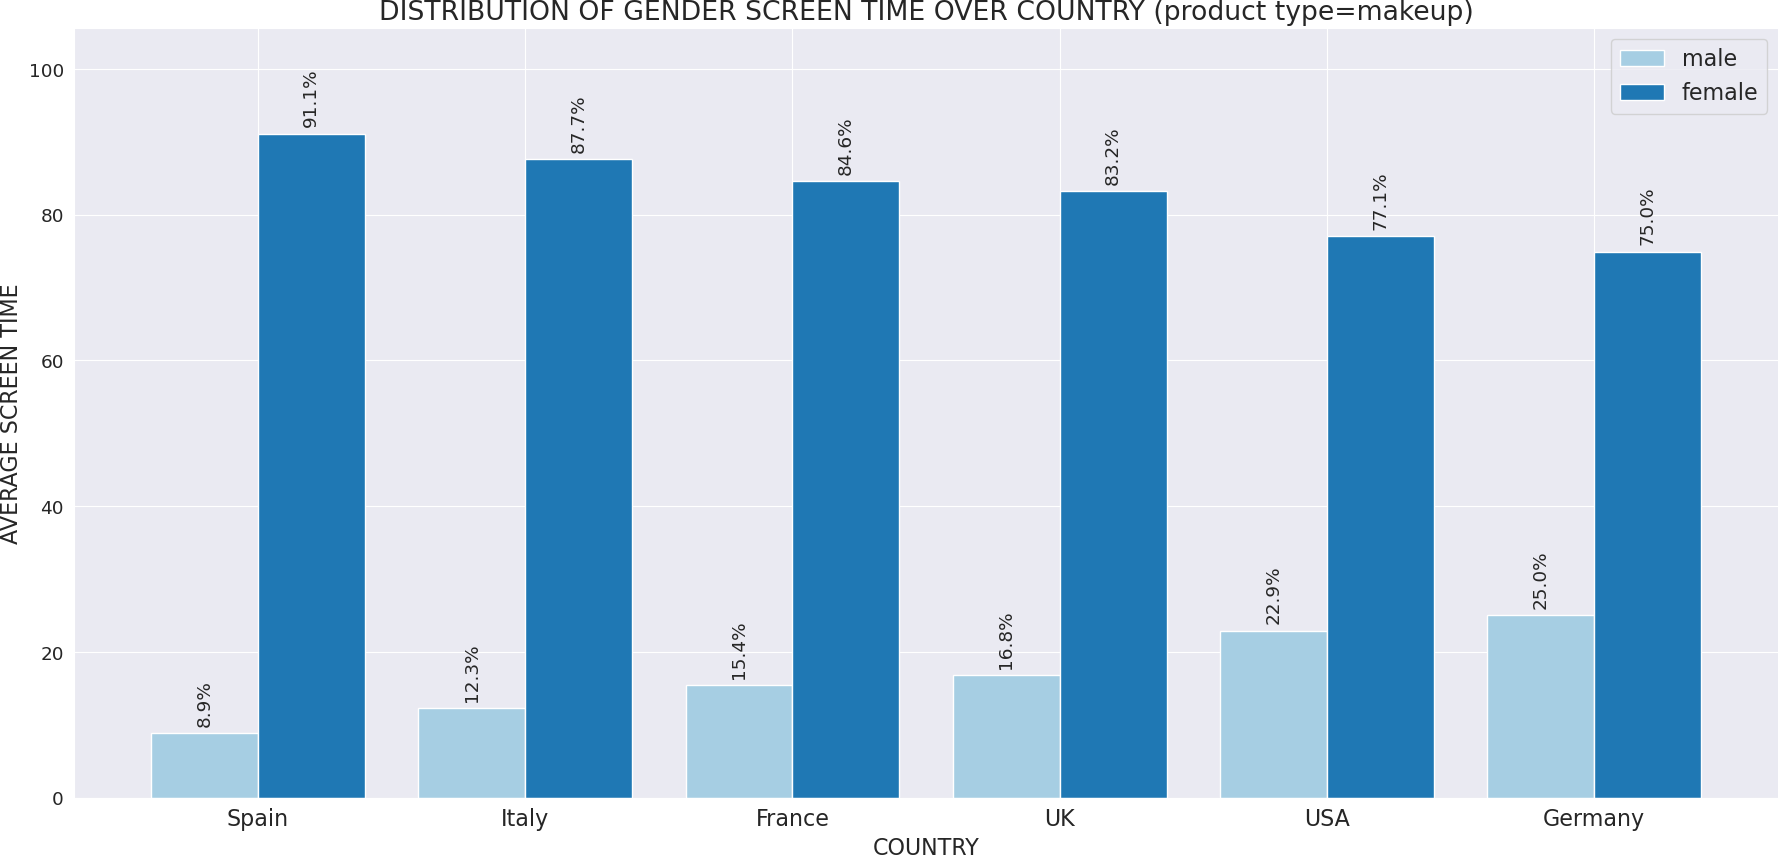 DISTRIBUTION OF GENDER SCREEN TIME OVER COUNTRY (product type=makeup)
male
female
AVERAGE SCREEN TIME
100
80
60
40
20
0
8.9%
91.1%
12.3%
87.7%
15.4%
84.6%
16.8%
83.2%
22.9%
77.1%
25.0%
75.0%
Spain
Italy
France
UK
USA
Germany
COUNTRY